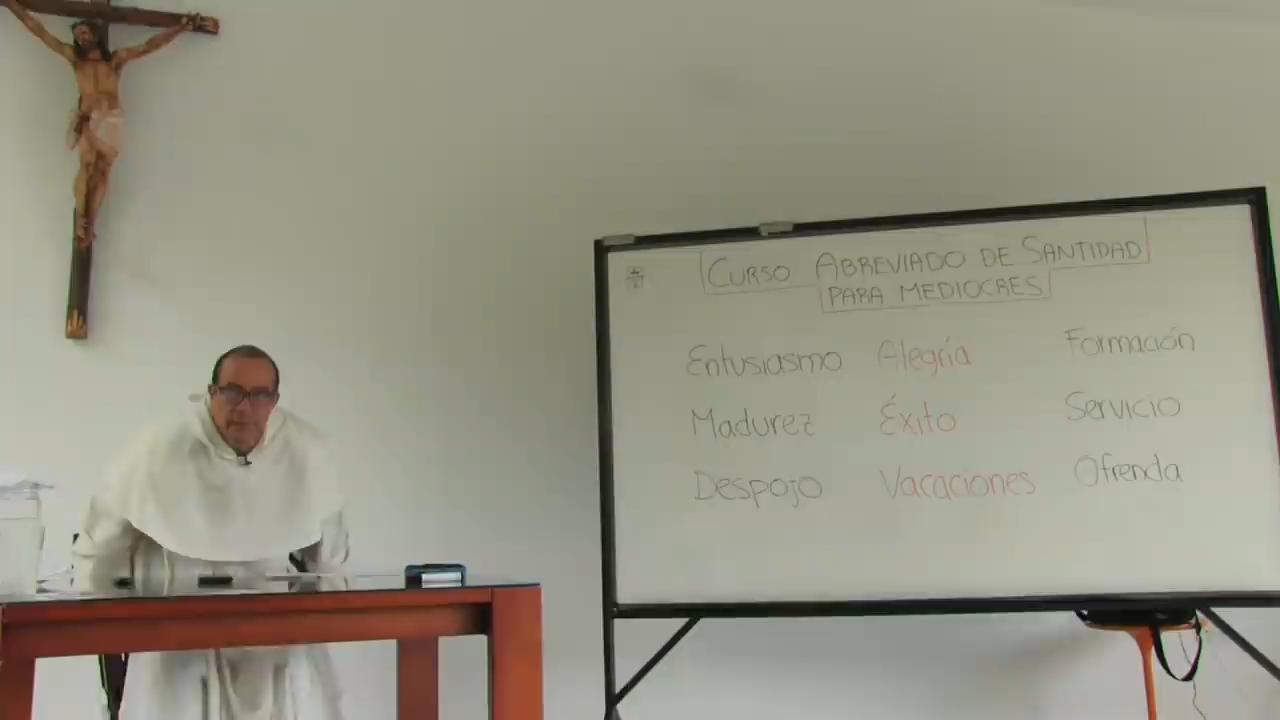 CURSO ABREVIADO DE SANTIDAD
PARA MEDIOCRES
Entusiasmo Alegría Formación
Madurez Éxito Servicio
Despojo Vacaciones Ofrenda